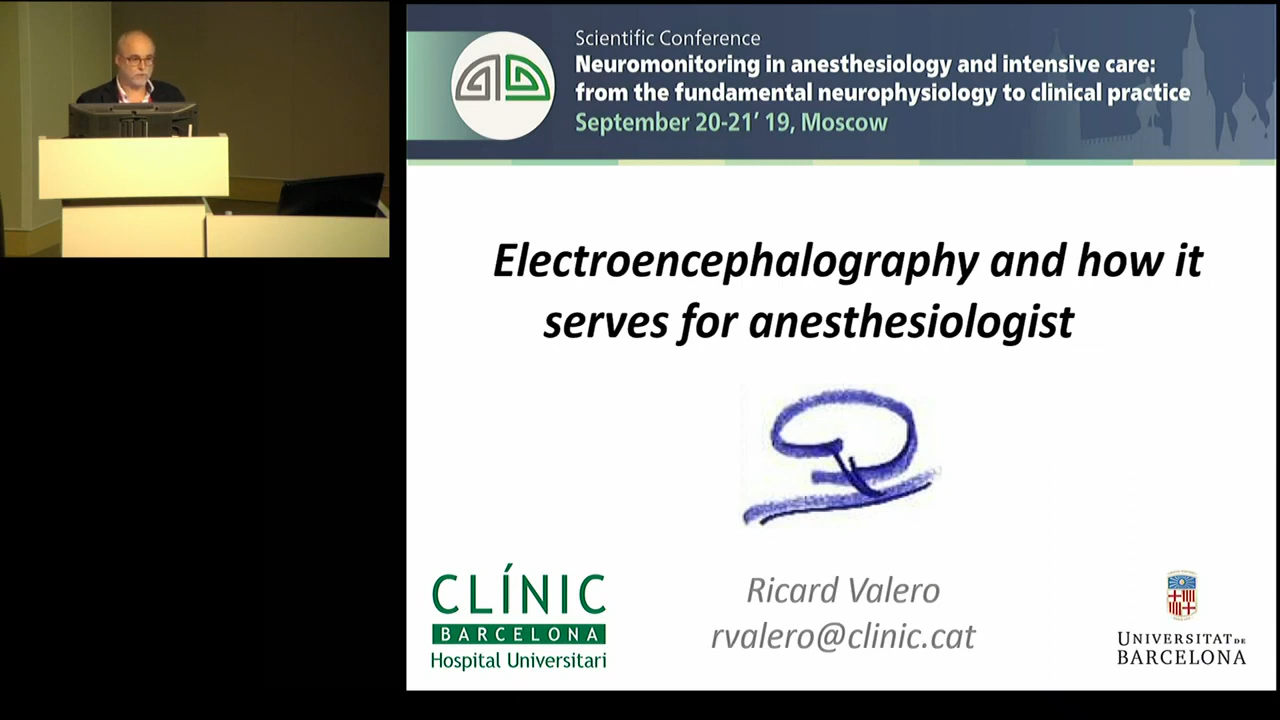 Scientific Conference
Neuromonitoring in anesthesiology and intensive care:
from the fundamental neurophysiology to clinical practice
September 20-21' 19, Moscow
Electroencephalography and how it
serves for anesthesiologist
CLÍNIC
BARCELONA
Hospital Universitari
Ricard Valero
rvalero@clinic.cat
UNIVERSITAT DE
BARCELONA